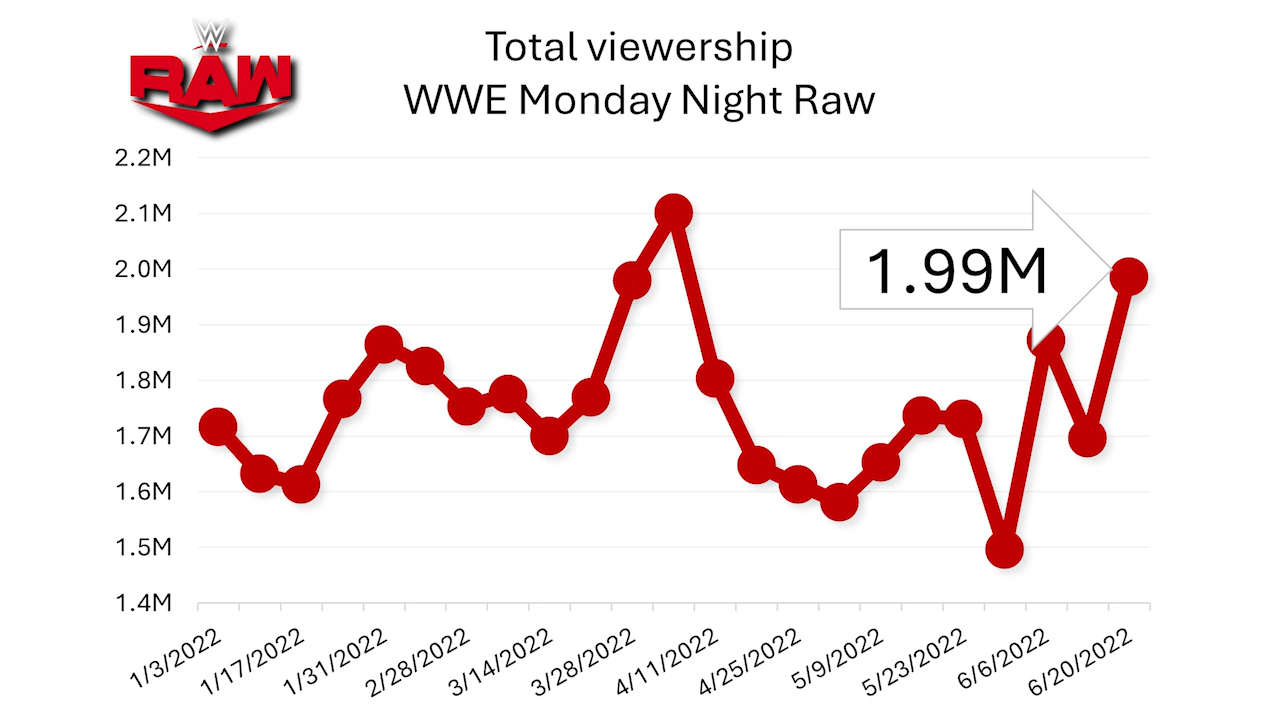 W
RAW
Total viewership
WWE Monday Night Raw
2.2M
2.1M
2.0M
1.9M
1.8M
1.7M
1.6M
1.5M
1.4M
1.99M
1/3/2022
1/17/2022
1/31/2022
2/28/2022
3/14/2022
3/28/2022
4/11/2022
4/25/2022
5/9/2022
5/23/2022
6/6/2022
6/20/2022